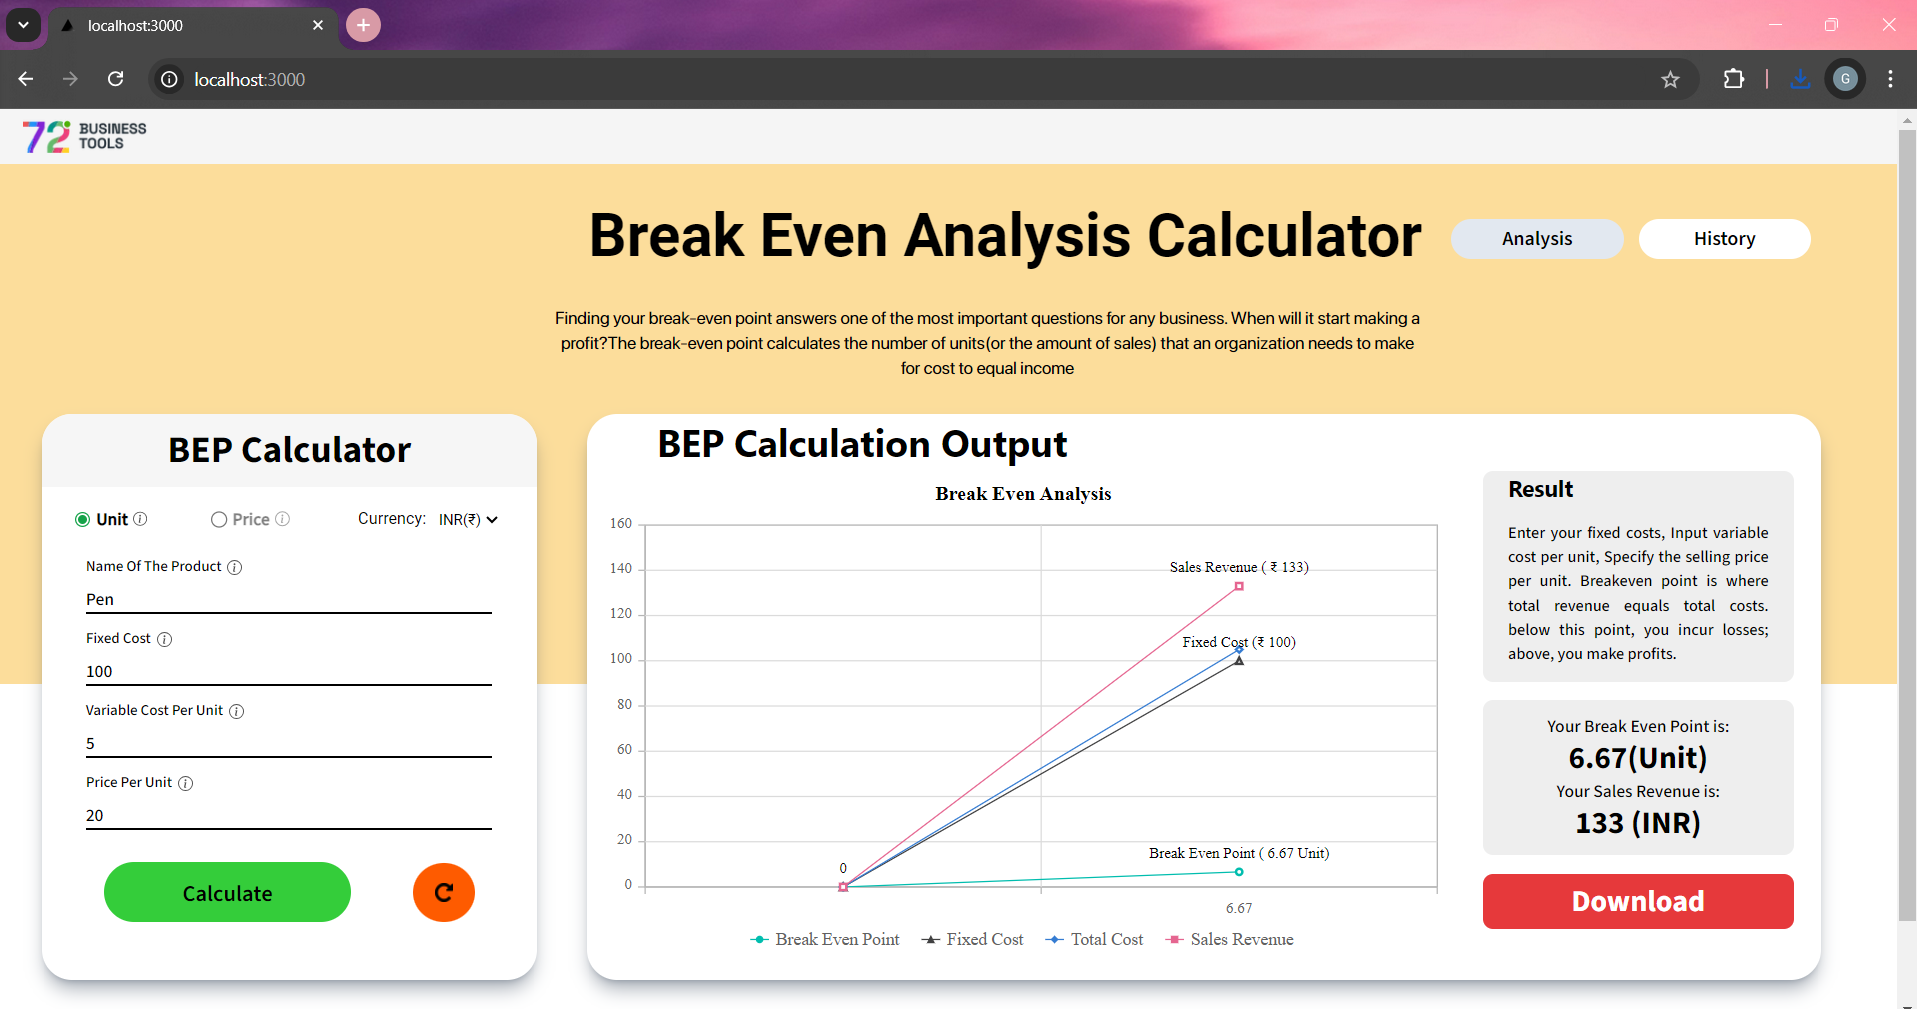 localhost:3000
localhost:3000
G
72 BUSINESS
TOOLS
Break Even Analysis Calculator
Analysis
History
Finding your break-even point answers one of the most important questions for any business. When will it start making a
profit?The break-even point calculates the number of units(or the amount of sales) that an organization needs to make
for cost to equal income
BEP Calculator
Unit
Price
Currency: INR(₹)
Name Of The Product
Pen
Fixed Cost
100
Variable Cost Per Unit
5
Price Per Unit
20
Calculate
BEP Calculation Output
Break Even Analysis
160
140
120
100
80
60
40
20
0
Sales Revenue ( ₹ 133)
Fixed Cost (₹ 100)
Break Even Point ( 6.67 Unit)
0
6.67
Break Even Point
Fixed Cost
Total Cost
Sales Revenue
Result
Enter your fixed costs, Input variable
cost per unit, Specify the selling price
per unit. Breakeven point is where
total revenue equals total costs.
below this point, you incur losses;
above, you make profits.
Your Break Even Point is:
6.67(Unit)
Your Sales Revenue is:
133 (INR)
Download